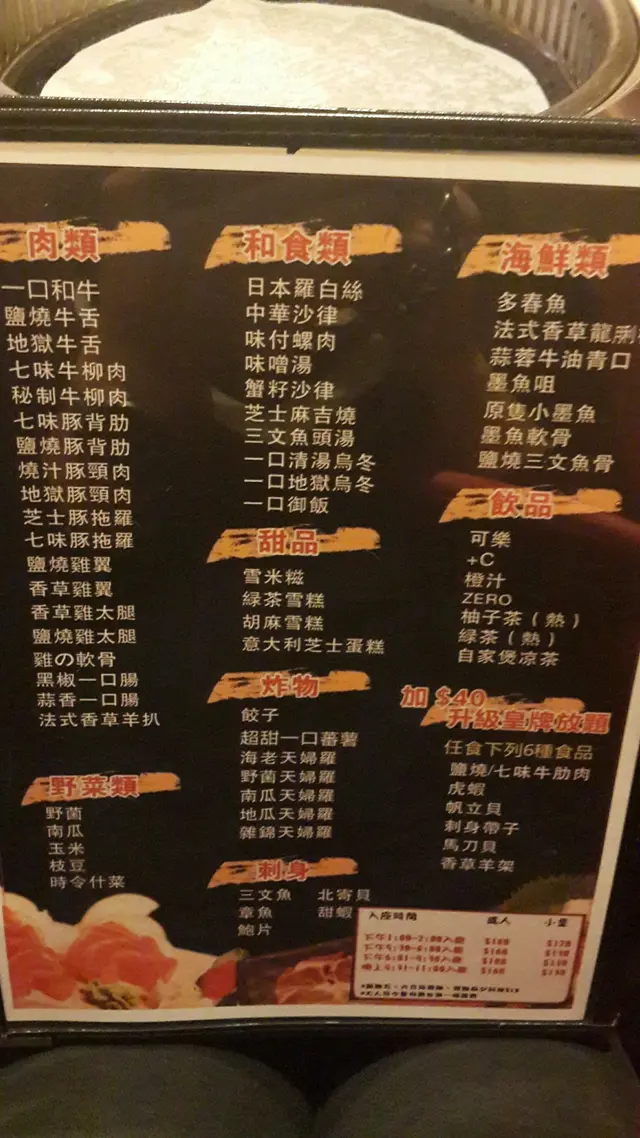 肉類
一口和牛
鹽燒牛舌
地獄牛舌
七味牛柳肉
秘制牛柳肉
七味豚背肋
鹽燒豚背肋
燒汁豚頸肉
地獄豚頸肉
芝士豚拖羅
七味豚拖羅
鹽燒雞翼
香草雞翼
香草雞太腿
鹽燒雞太腿
雞の軟骨
黑椒一口腸
蒜香一口腸
法式香草羊扒
野菜類
野菌
南瓜
玉米
枝豆
時令什菜
和食類
日本羅白絲
中華沙律
味付螺肉
味噌湯
蟹籽沙律
芝士麻吉燒
三文魚頭湯
一口清湯烏冬
一口地獄烏冬
一口御飯
甜品
雪米糍
緑茶雪糕
胡麻雪糕
意大利芝士蛋糕
炸物
餃子
超甜一口蕃薯
海老天婦羅
野菌天婦羅
南瓜天婦羅
地瓜天婦羅
雜錦天婦羅
刺身
三文魚 北寄貝
章魚 甜蝦
鮑片
海鮮類
多春魚
法式香草龍脷
蒜蓉牛油青口
墨魚咀
原隻小墨魚
墨魚軟骨
鹽燒三文魚骨
飲品
可樂
+C
橙汁
ZERO
柚子茶（熱）
緑茶（熱）
自家煲凉茶
加 $40
升級皇牌放題
任食下列6種食品
鹽燒/七味牛肋肉
虎蝦
帆立貝
刺身帶子
馬刀貝
香草羊架
入座時間 成人 小童